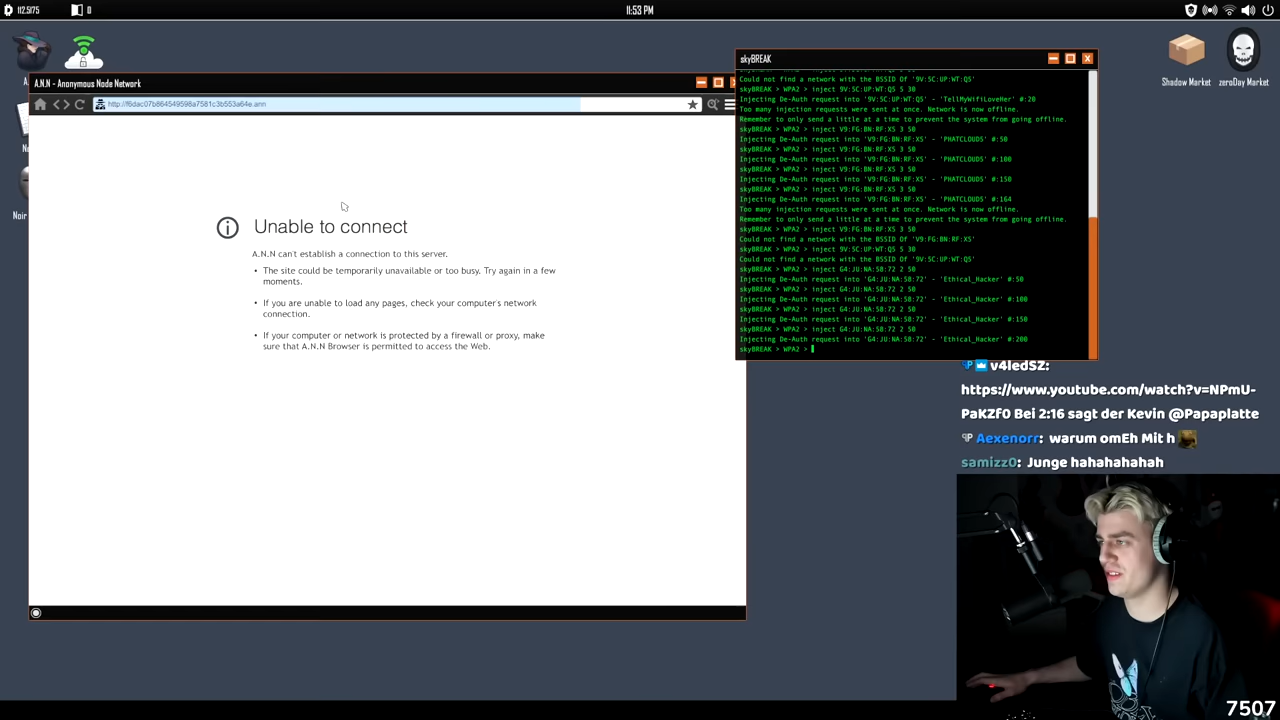 112.5175
0
11:53 PM
A.N.N - Anonymous Node Network
http://f6dac07b864549598a7581c3b553a64e.ann
Unable to connect
A.N.N can't establish a connection to this server.
• The site could be temporarily unavailable or too busy. Try again in a few
moments.
• If you are unable to load any pages, check your computer's network
connection.
• If your computer or network is protected by a firewall or proxy, make
sure that A.N.N Browser is permitted to access the Web.
skyBREAK
Could not find a network with the BSSID Of '9V:5C:UP:WT:Q5'
skyBREAK > WPA2 > inject 9V:5C:UP:WT:Q5 5 30
Injecting De-Auth request into '9V:5C:UP:WT:Q5' - 'TellMyWifiLoveHer' #:20
Too many injection requests were sent at once. Network is now offline.
Remember to only send a little at a time to prevent the system from going offline.
skyBREAK > WPA2 > inject V9:FG:BN:RF:X5 3 50
Injecting De-Auth request into 'V9:FG:BN:RF:X5' - 'PHATCLOUDS' #:50
skyBREAK > WPA2 > inject V9:FG:BN:RF:X5 3 50
Injecting De-Auth request into 'V9:FG:BN:RF:X5' - 'PHATCLOUDS' #:100
skyBREAK > WPA2 > inject V9:FG:BN:RF:X5 3 50
Injecting De-Auth request into 'V9:FG:BN:RF:X5' - 'PHATCLOUDS' #:150
skyBREAK > WPA2 > inject V9:FG:BN:RF:X5 3 50
Injecting De-Auth request into 'V9:FG:BN:RF:X5' - 'PHATCLOUDS' #:164
Too many injection requests were sent at once. Network is now offline.
Remember to only send a little at a time to prevent the system from going offline.
skyBREAK > WPA2 > inject V9:FG:BN:RF:X5 3 50
Could not find a network with the BSSID Of 'V9:FG:BN:RF:X5'
skyBREAK > WPA2 > inject 9V:5C:UP:WT:Q5 5 30
Could not find a network with the BSSID Of '9V:5C:UP:WT:Q5'
skyBREAK > WPA2 > inject G4:JU:NA:58:72 2 50
Injecting De-Auth request into 'G4:JU:NA:58:72' - 'Ethical_Hacker' #:50
skyBREAK > WPA2 > inject G4:JU:NA:58:72 2 50
Injecting De-Auth request into 'G4:JU:NA:58:72' - 'Ethical_Hacker' #:100
skyBREAK > WPA2 > inject G4:JU:NA:58:72 2 50
Injecting De-Auth request into 'G4:JU:NA:58:72' - 'Ethical_Hacker' #:150
skyBREAK > WPA2 > inject G4:JU:NA:58:72 2 50
Injecting De-Auth request into 'G4:JU:NA:58:72' - 'Ethical_Hacker' #:200
skyBREAK > WPA2 >
Shadow Market
zeroDay Market
v4ledSZ:
https://www.youtube.com/watch?v=NPmU-
PaKZf0 Bei 2:16 sagt der Kevin @Papaplatte
Aexenorr: warum omEh Mit h
samizz0: Junge hahahahahah
7507